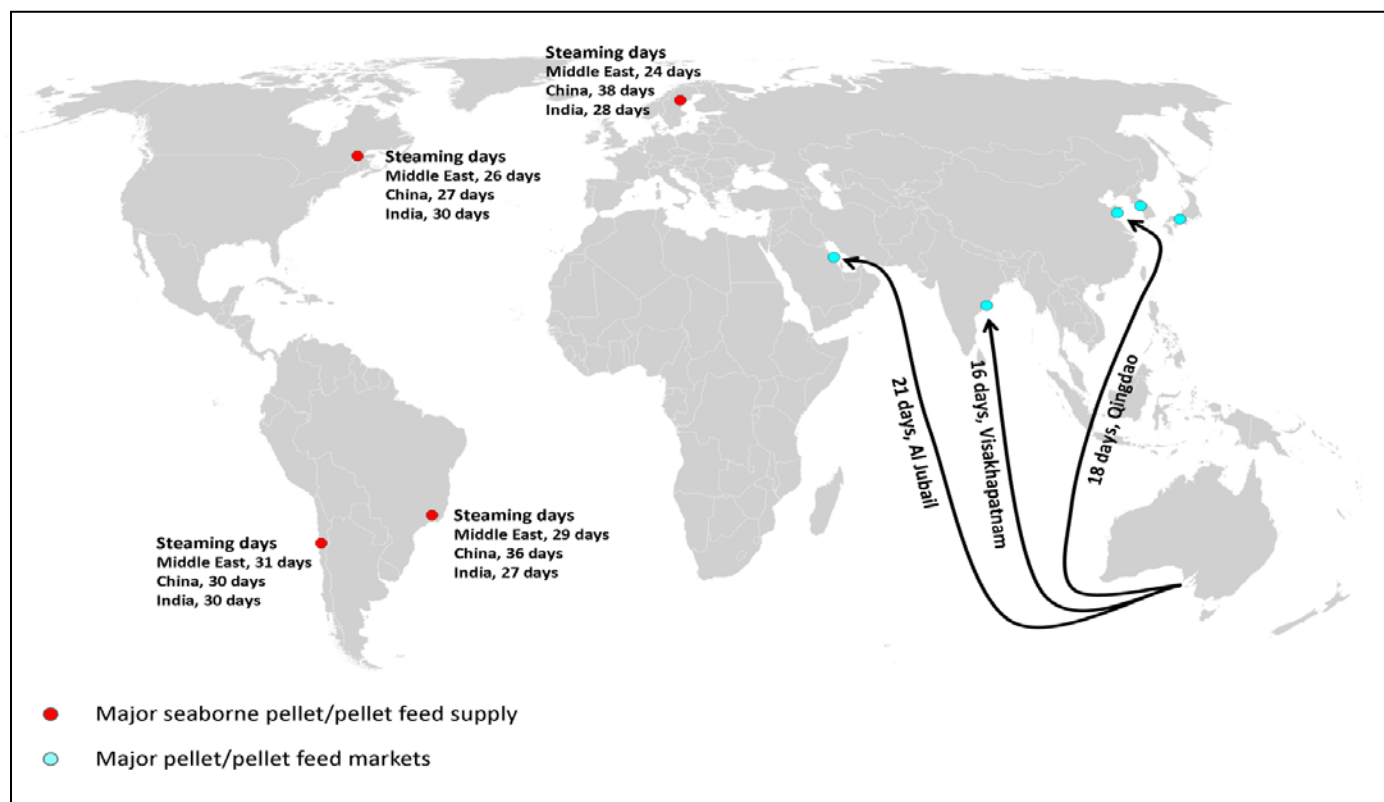 Steaming days
Middle East, 24 days
China, 38 days
India, 28 days
Steaming days
Middle East, 26 days
China, 27 days
India, 30 days
21 days, Al Jubail
16 days, Visakhapatnam
18 days, Qingdao
Steaming days
Middle East, 29 days
China, 36 days
India, 27 days
Steaming days
Middle East, 31 days
China, 30 days
India, 30 days
Major seaborne pellet/pellet feed supply
Major pellet/pellet feed markets